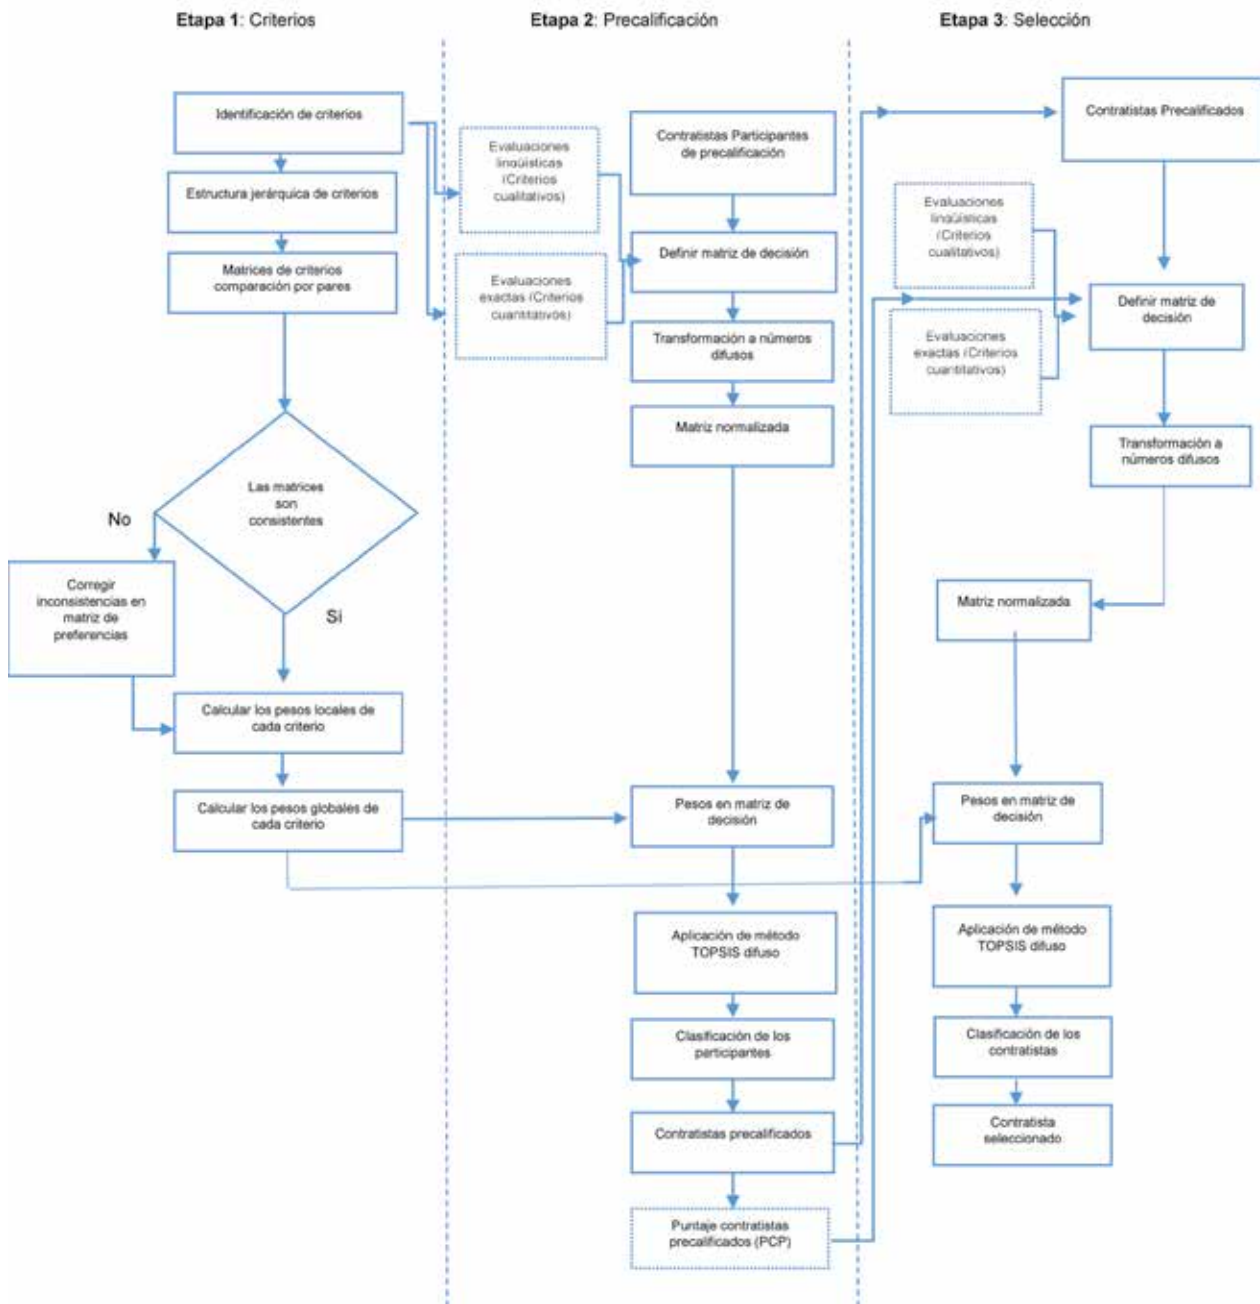 Etapa 1: Criterios
Identificación de criterios
Estructura jerárquica de criterios
Matrices de criterios
comparación por pares
Las matrices
son
consistentes
No
Si
Corregir
inconsistencias en
matriz de
preferencias
Calcular los pesos locales de
cada criterio
Calcular los pesos globales de
cada criterio
Etapa 2: Precalificación
Evaluaciones
lingüísticas
(Criterios
cualitativos)
Evaluaciones
exactas (Criterios
cuantitativos)
Contratistas Participantes
de precalificación
Definir matriz de decisión
Transformación a números
difusos
Matriz normalizada
Pesos en matriz de
decisión
Aplicación de método
TOPSIS difuso
Clasificación de los
participantes
Contratistas precalificados
Puntaje contratistas
precalificados (PCP)
Etapa 3: Selección
Contratistas Precalificados
Evaluaciones
lingüísticas
(Criterios
cualitativos)
Evaluaciones
exactas (Criterios
cuantitativos)
Definir matriz de
decisión
Transformación a
números difusos
Matriz normalizada
Pesos en matriz de
decisión
Aplicación de método
TOPSIS difuso
Clasificación de los
contratistas
Contratista
seleccionado